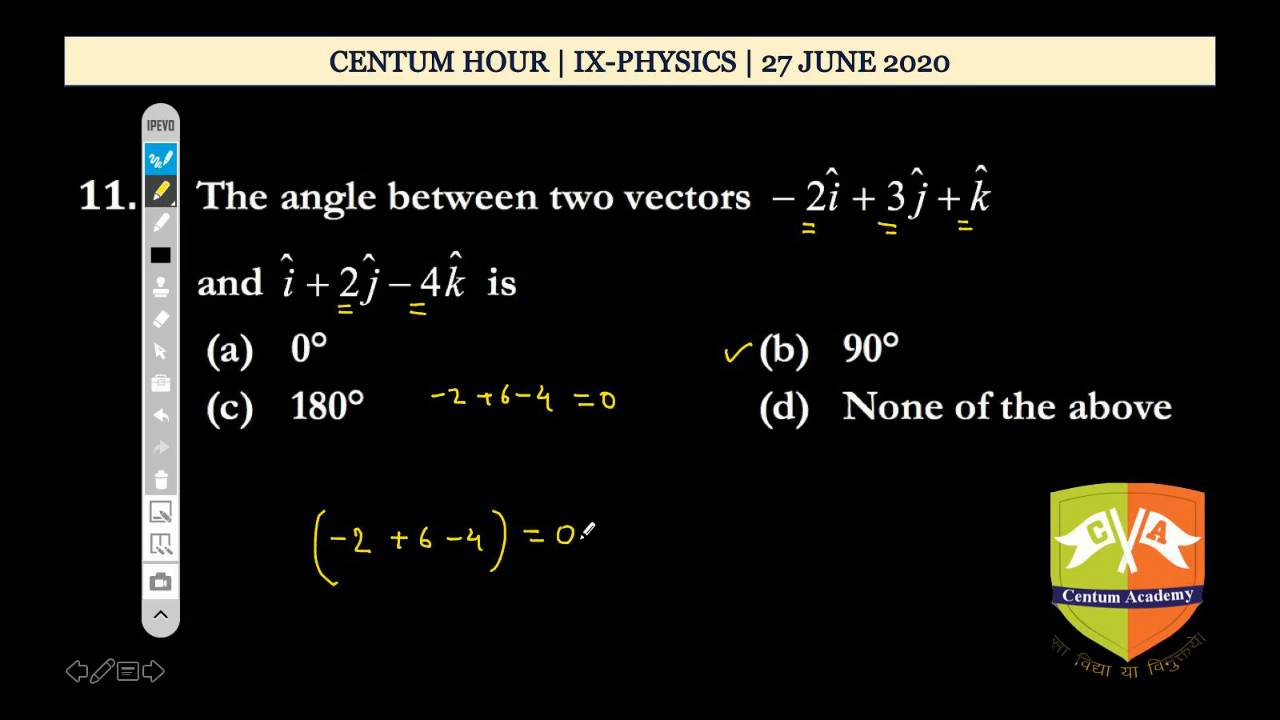 CENTUM HOUR | IX-PHYSICS | 27 JUNE 2020
IPEVO
11. The angle between two vectors − 2î + 3ĵ + k̂
and î + 2ĵ − 4k̂ is
(a) 0° ✓ (b) 90°
(c) 180° (d) None of the above
-2 + 6 - 4 = 0
(-2 + 6 - 4) = 0
C A
Centum Academy
सा विद्या या विमुक्तये।